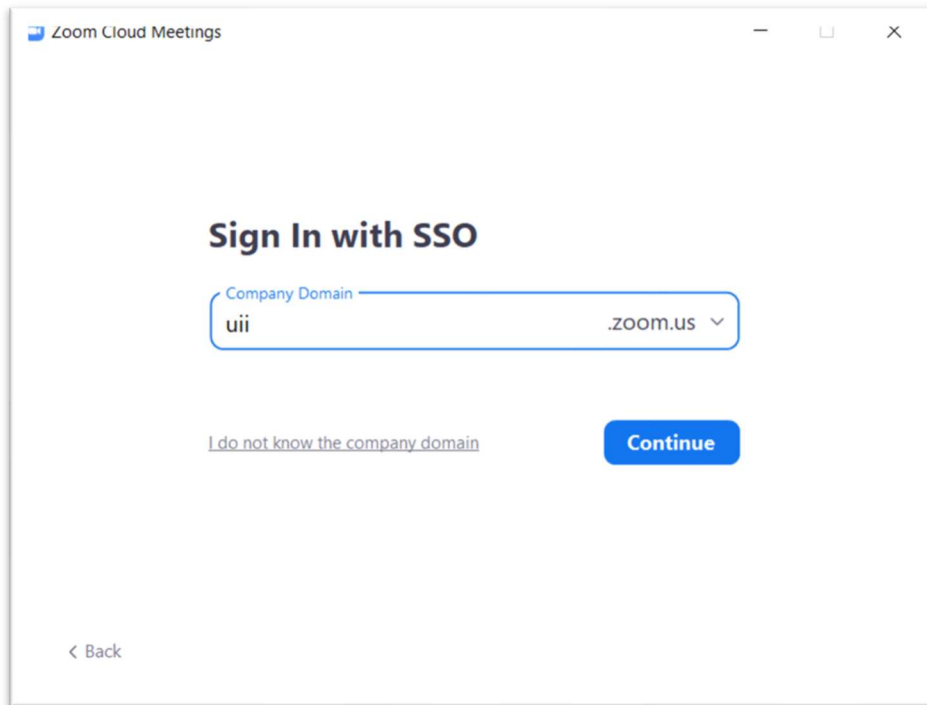 Zoom Cloud Meetings
Sign In with SSO
Company Domain
uii .zoom.us
I do not know the company domain Continue
Back